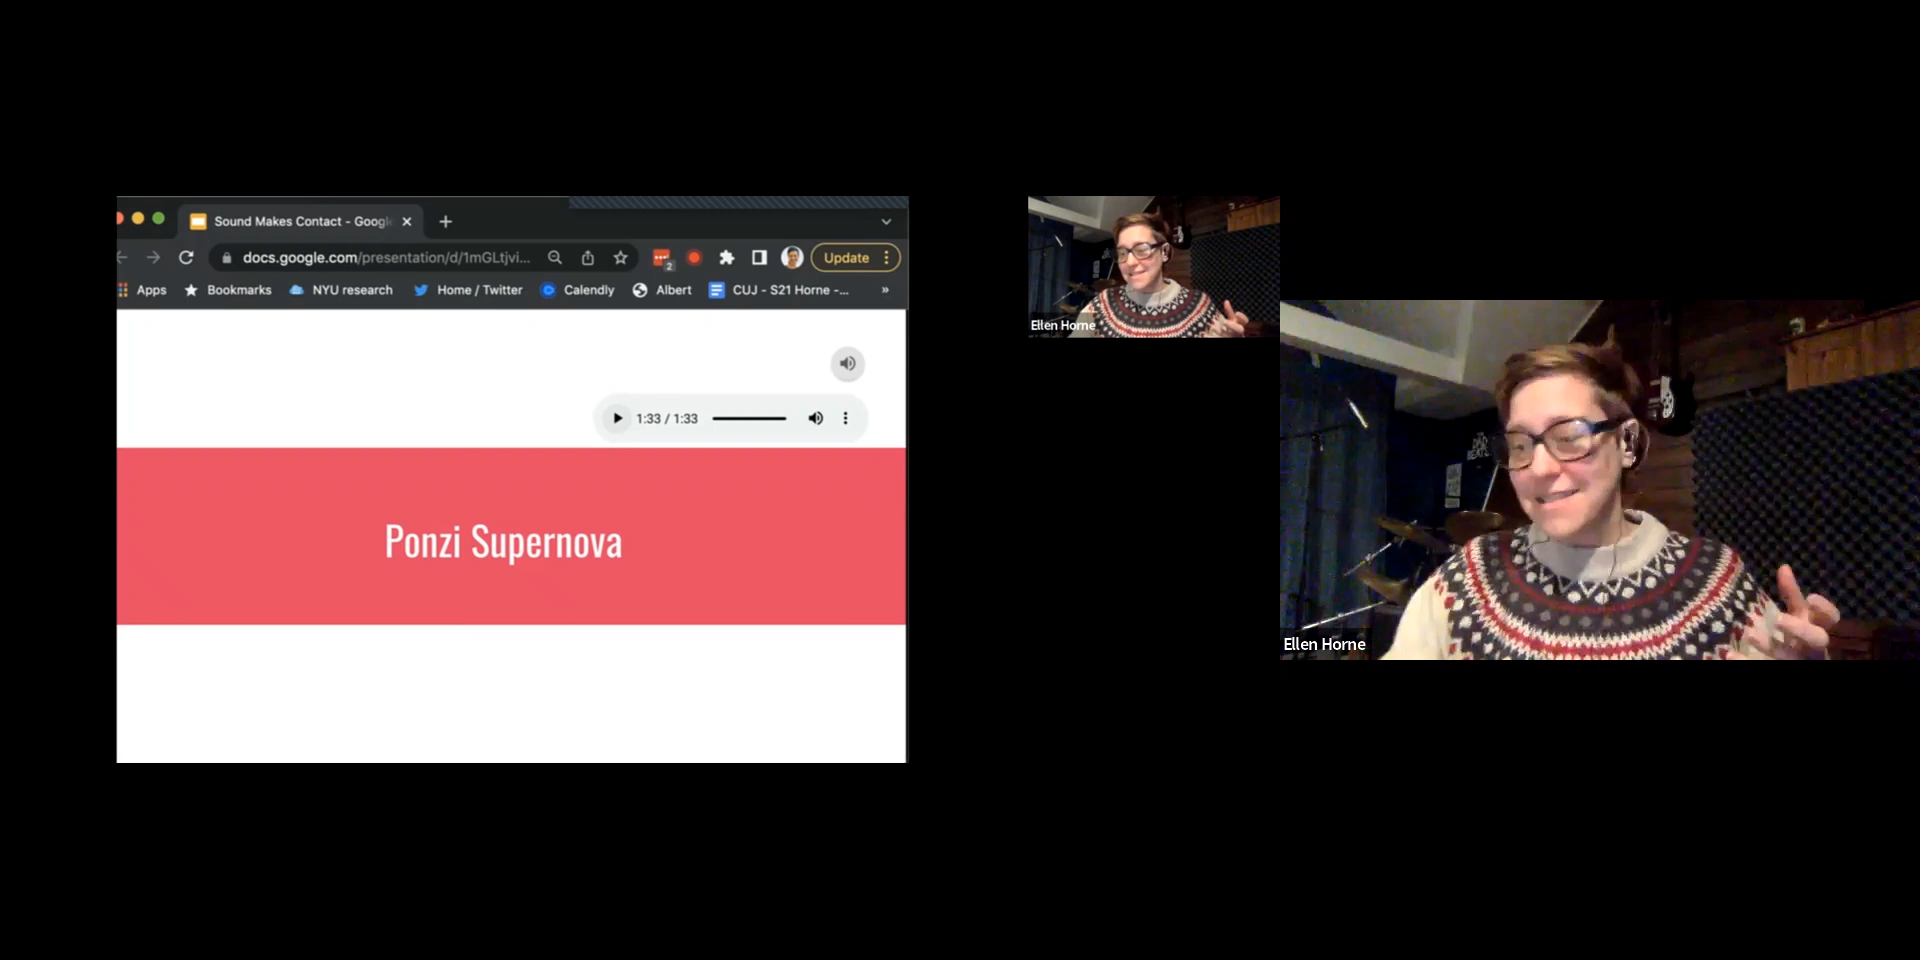 Sound Makes Contact - Googl
docs.google.com/presentation/d/1mGLtjvi...
2
Update
Apps
Bookmarks
NYU research
Home / Twitter
Calendly
Albert
CUJ - S21 Horne -...
»
1:33 / 1:33
Ponzi Supernova
Ellen Horne
Ellen Horne